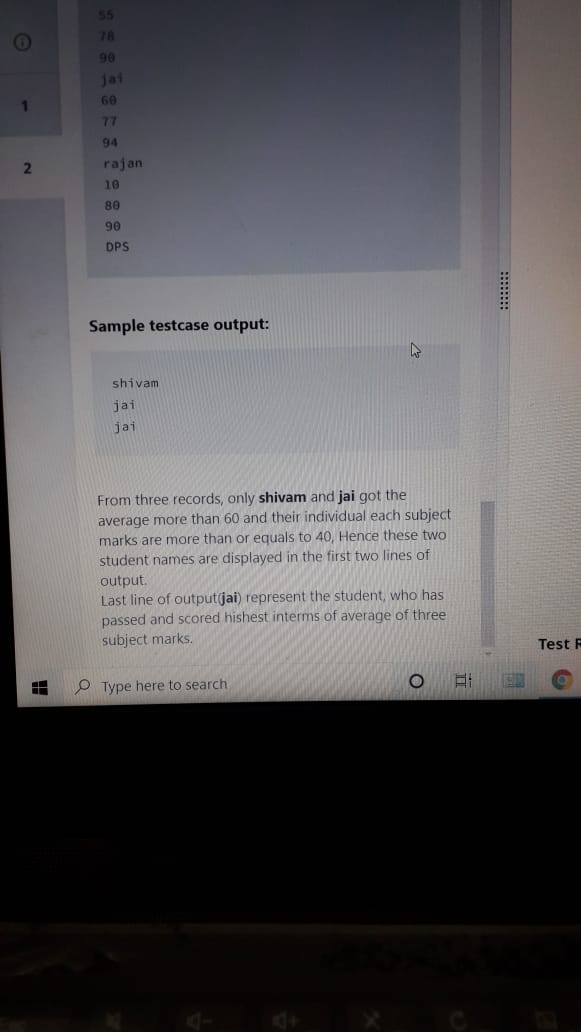 55
78
90
jai
60
77
94
rajan
10
80
90
DPS
1
2
Sample testcase output:
shivam
jai
jai
From three records, only shivam and jai got the
average more than 60 and their individual each subject
marks are more than or equals to 40, Hence these two
student names are displayed in the first two lines of
output.
Last line of output(jai) represent the student, who has
passed and scored hishest interms of average of three
subject marks.
Test R
Type here to search